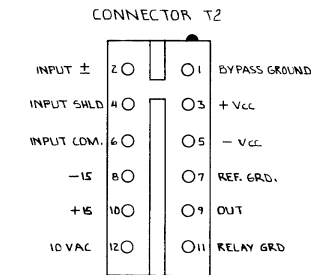 CONNECTOR T2
INPUT ± 2 1 BYPASS GROUND
INPUT SHLD 4 3 + Vcc
INPUT COM. 6 5 - Vcc
-15 8 7 REF. GRD.
+15 10 9 OUT
10 VAC 12 11 RELAY GRD